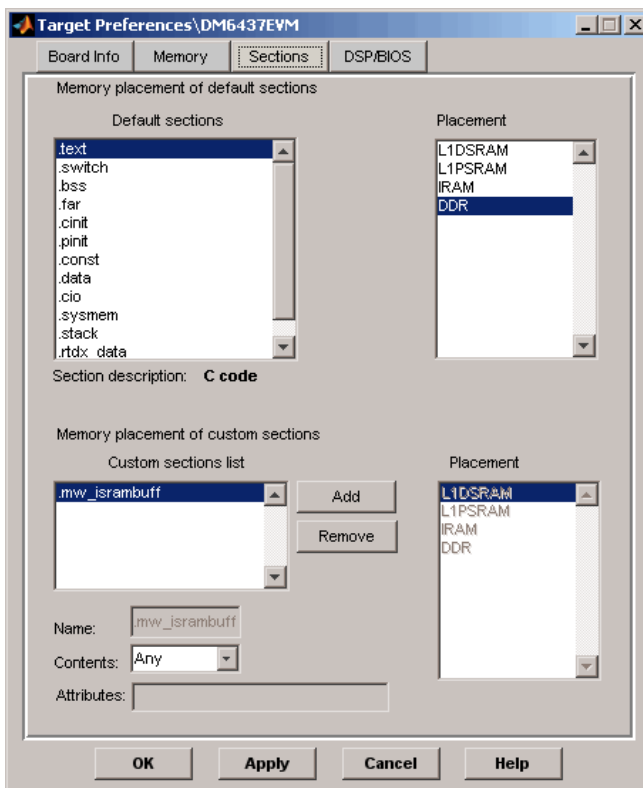 Target Preferences\DM6437EVM
Board Info Memory Sections DSP/BIOS
Memory placement of default sections
Default sections Placement
.text
.switch
.bss
.far
.cinit
.pinit
.const
.data
.cio
.sysmem
.stack
.rtdx_data
L1DSRAM
L1PSRAM
IRAM
DDR
Section description: C code
Memory placement of custom sections
Custom sections list Placement
.mw_isrambuff
Add
Remove
L1DSRAM
L1PSRAM
IRAM
DDR
Name: .mw_isrambuff
Contents: Any
Attributes:
OK Apply Cancel Help